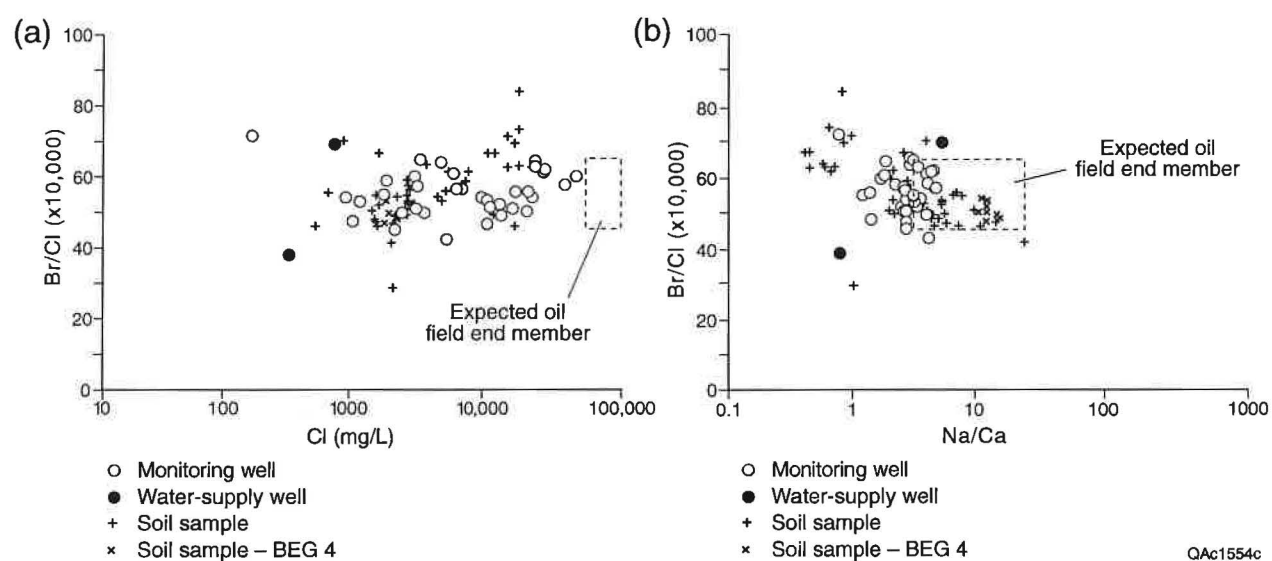 (a)
100
80
60
40
20
0
Br/Cl (x10,000)
10
100
1000
10,000
100,000
Cl (mg/L)
Expected oil
field end member
Monitoring well
Water-supply well
Soil sample
Soil sample – BEG 4
(b)
100
80
60
40
20
0
Br/Cl (x10,000)
0.1
1
10
100
1000
Na/Ca
Expected oil
field end member
Monitoring well
Water-supply well
Soil sample
Soil sample – BEG 4
QAc1554c